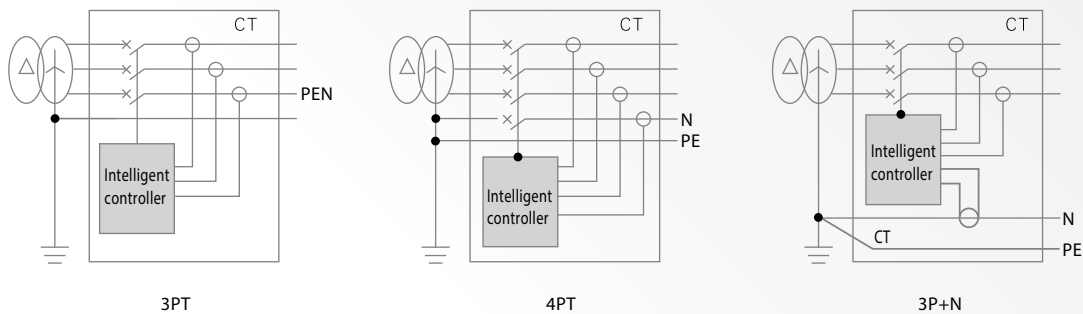 CT
PEN
Intelligent
controller
3PT
CT
N
PE
Intelligent
controller
4PT
CT
Intelligent
controller
CT
N
PE
3P+N